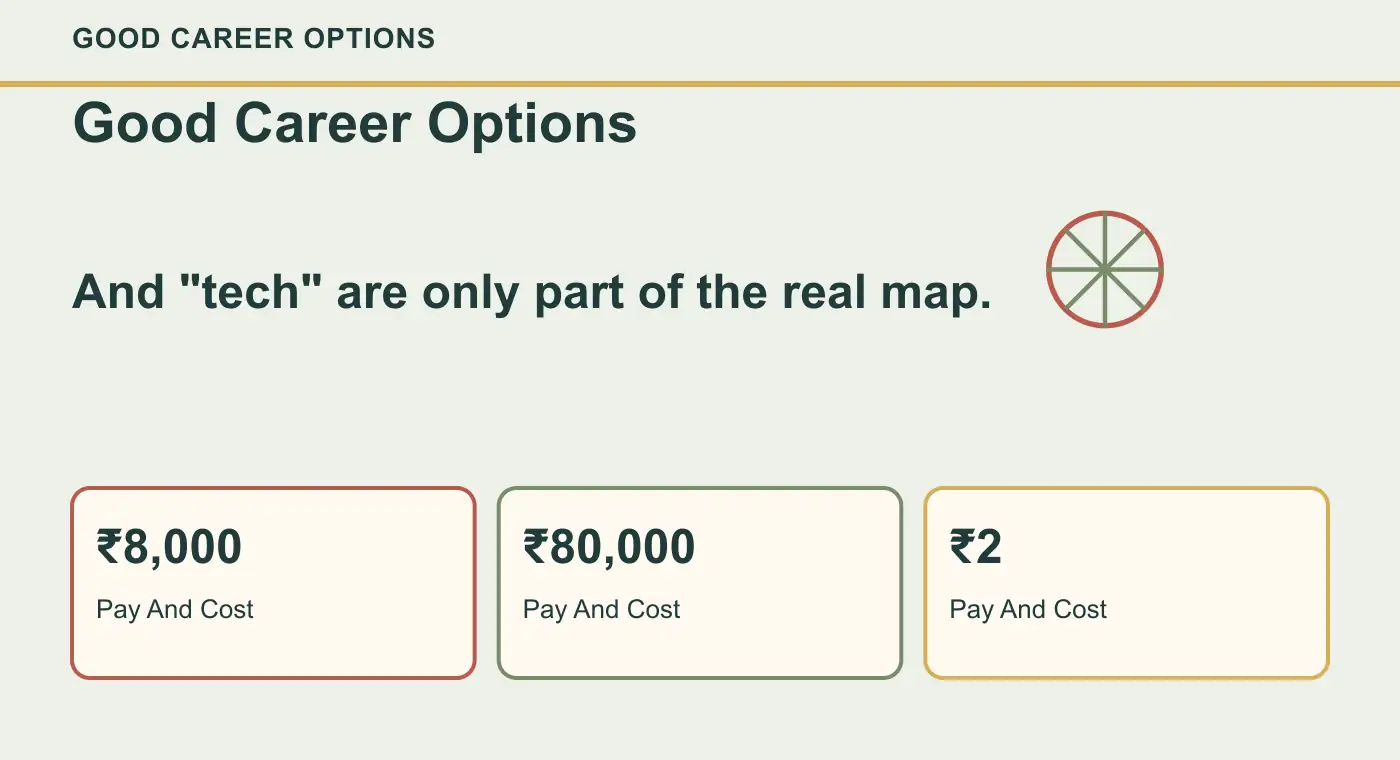 GOOD CAREER OPTIONS
Good Career Options
And "tech" are only part of the real map.
₹8,000
Pay And Cost
₹80,000
Pay And Cost
₹2
Pay And Cost